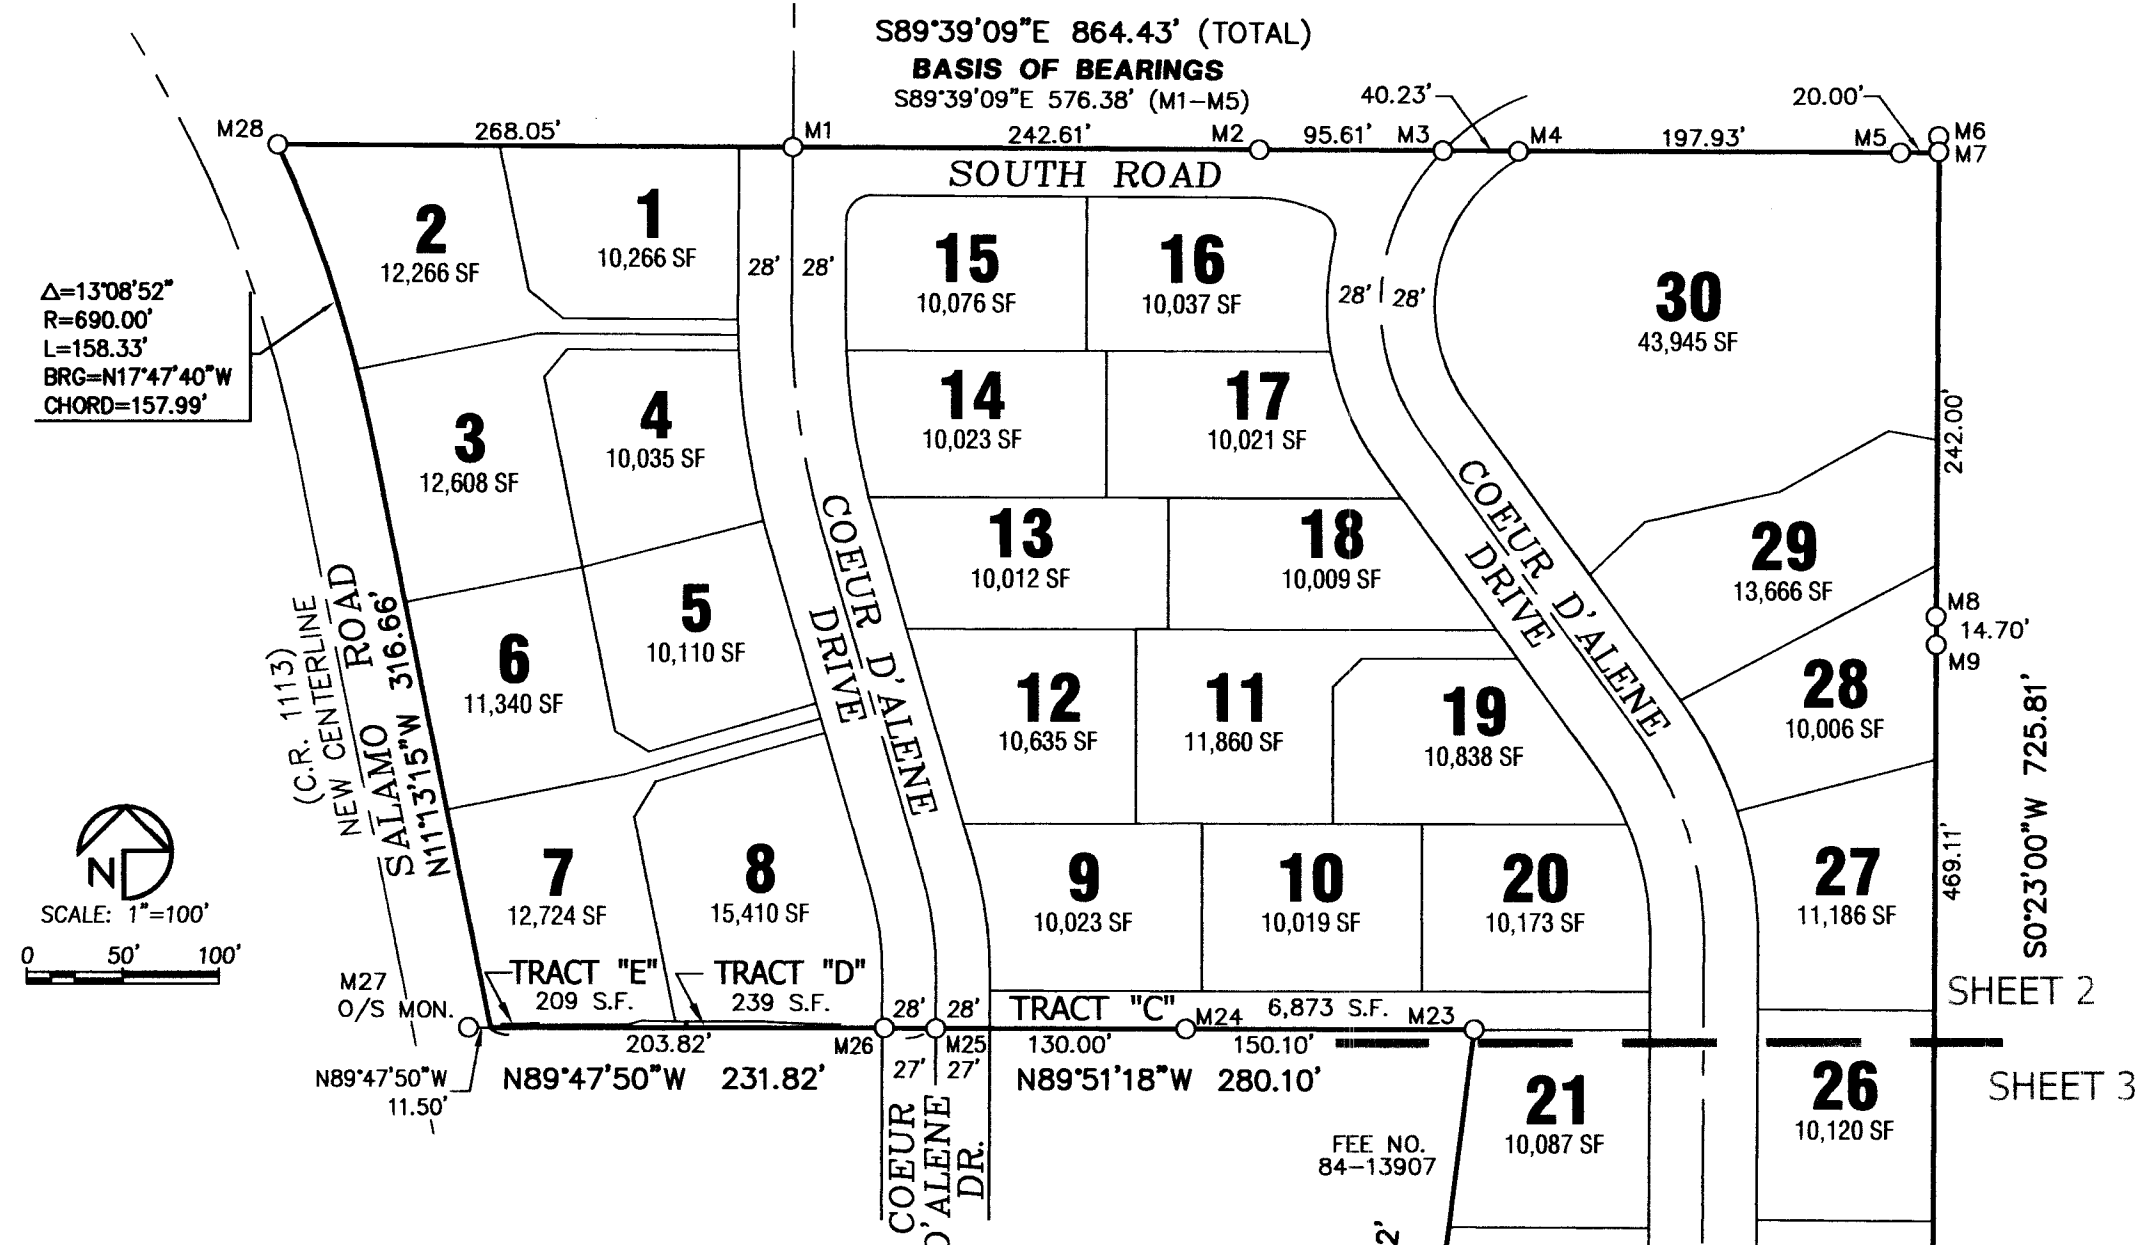 S89°39'09"E 864.43' (TOTAL)
BASIS OF BEARINGS
S89°39'09"E 576.38' (M1-M5)
40.23'
20.00'
M28
268.05'
M1
242.61'
M2
95.61'
M3
M4
197.93'
M5
M6
M7
SOUTH ROAD
2
12,266 SF
1
10,266 SF
28'
28'
15
10,076 SF
16
10,037 SF
28'
28'
30
43,945 SF
Δ=13°08'52"
R=690.00'
L=158.33'
BRG=N17°47'40"W
CHORD=157.99'
3
12,608 SF
4
10,035 SF
14
10,023 SF
17
10,021 SF
242.00'
COEUR D'ALENE
DRIVE
COEUR D'ALENE
DRIVE
13
10,012 SF
18
10,009 SF
29
13,666 SF
5
10,110 SF
6
11,340 SF
M8
14.70'
M9
(C.R. 1113)
NEW CENTERLINE
SALAMO ROAD
N11°13'15"W 316.66'
12
10,635 SF
11
11,860 SF
19
10,838 SF
28
10,006 SF
S0°23'00"W 725.81'
469.11'
N
SCALE: 1"=100'
0 50' 100'
7
12,724 SF
8
15,410 SF
9
10,023 SF
10
10,019 SF
20
10,173 SF
27
11,186 SF
TRACT "E"
209 S.F.
TRACT "D"
239 S.F.
M27
O/S MON.
28'
28'
TRACT "C"
6,873 S.F.
M24
M23
SHEET 2
203.82'
M26
M25
130.00'
150.10'
N89°47'50"W
11.50'
N89°47'50"W 231.82'
27'
27'
N89°51'18"W 280.10'
SHEET 3
21
10,087 SF
26
10,120 SF
FEE NO.
84-13907
COEUR
D'ALENE
DR.
2'